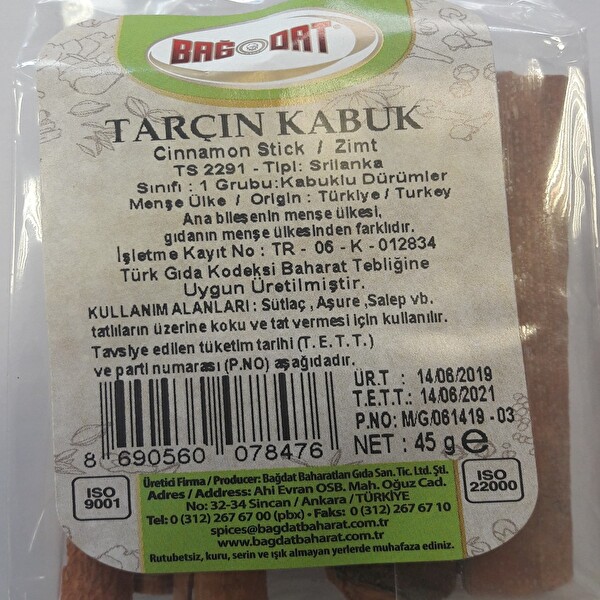 BAĞDAT
TARÇIN KABUK
Cinnamon Stick / Zimt
TS 2291 - Tipi: Srilanka
Sınıfı : 1 Grubu:Kabuklu Dürümler
Menşe Ülke / Origin : Türkiye / Turkey
Ana bileşenin menşe ülkesi,
gıdanın menşe ülkesinden farklıdır.
İşletme Kayıt No : TR - 06 - K - 012834
Türk Gıda Kodeksi Baharat Tebliğine
Uygun Üretilmiştir.
KULLANIM ALANLARI : Sütlaç , Aşure ,Salep vb.
tatlıların üzerine koku ve tat vermesi için kullanılır.
Tavsiye edilen tüketim tarihi (T.E.T.T.)
ve parti numarası (P.NO) aşağıdadır.
ÜR.T : 14/06/2019
T.E.T.T.: 14/06/2021
P.NO: M/G/061419 - 03
NET : 45 g e
8 690560 078476
ISO
9001
Üretici Firma / Producer: Bağdat Baharatları Gıda San. Tic. Ltd. Şti.
Adres / Address: Ahi Evran OSB. Mah. Oğuz Cad.
No: 32-34 Sincan / Ankara / TÜRKİYE
Tel: 0 (312) 267 67 00 (pbx) • Faks: 0 (312) 267 67 10
spices@bagdatbaharat.com.tr
www.bagdatbaharat.com.tr
Rutubetsiz, kuru, serin ve ışık almayan yerlerde muhafaza ediniz.
ISO
22000